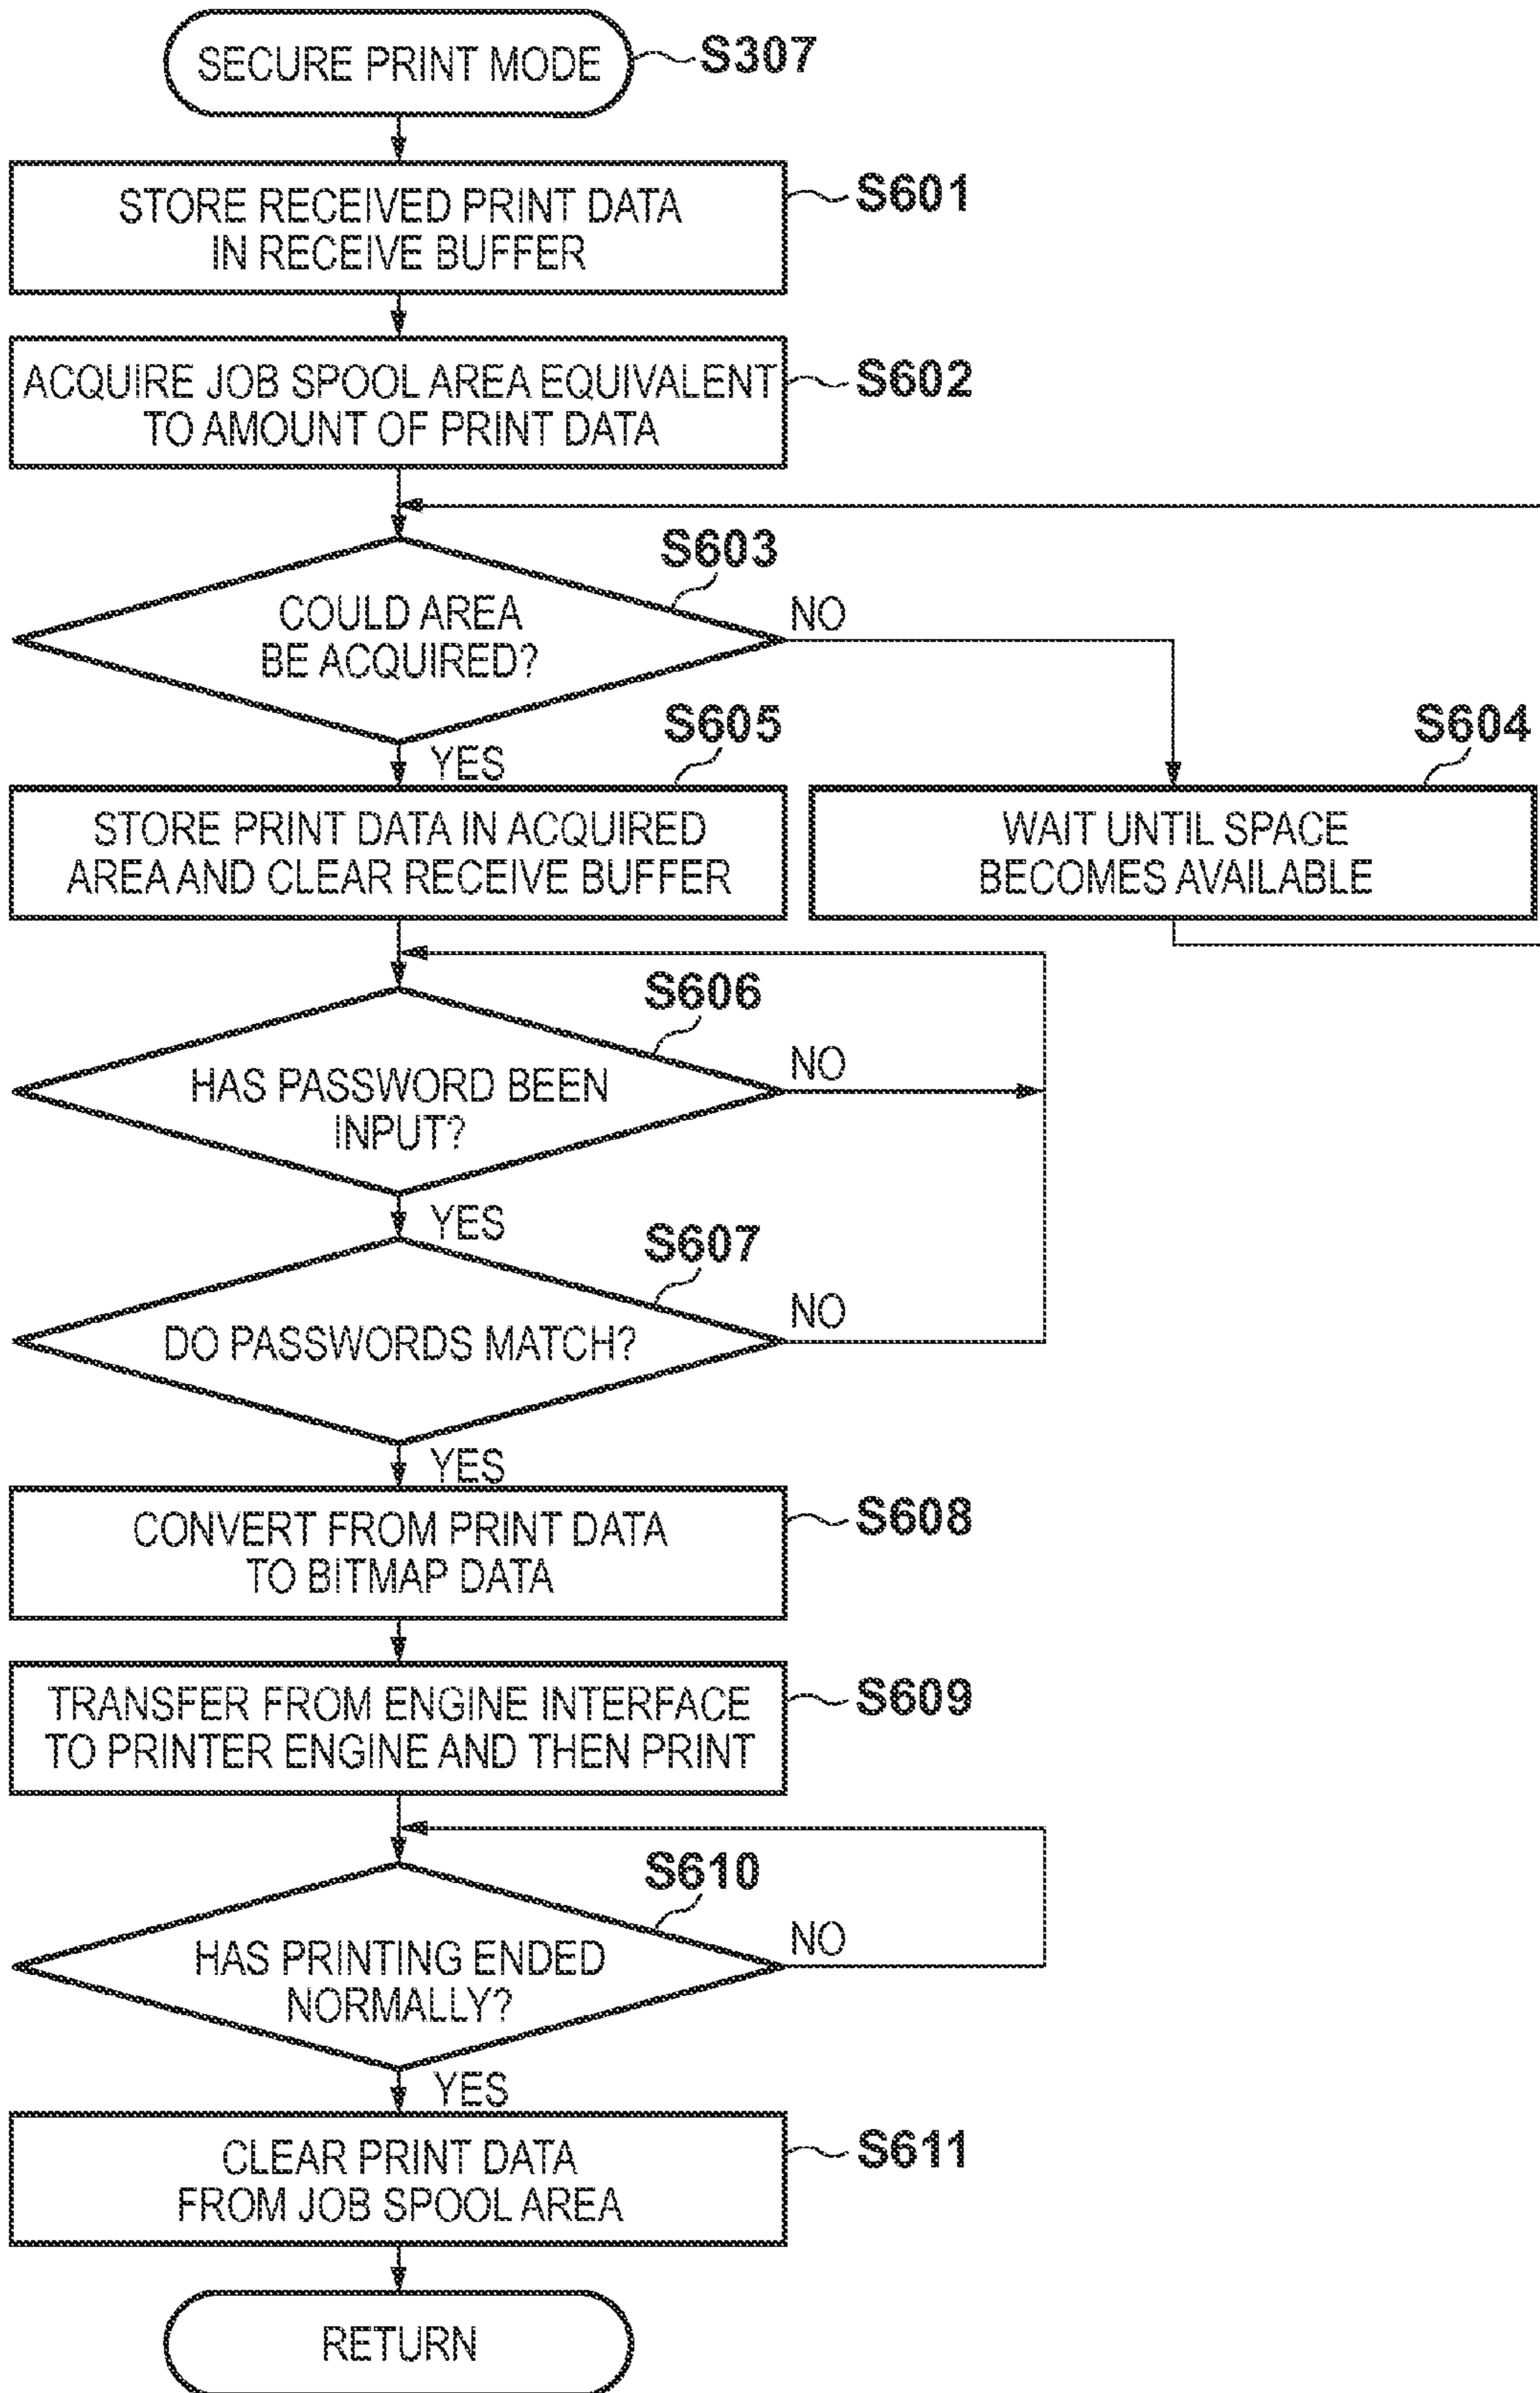 SECURE PRINT MODE
S307
STORE RECEIVED PRINT DATA
IN RECEIVE BUFFER
S601
ACQUIRE JOB SPOOL AREA EQUIVALENT
TO AMOUNT OF PRINT DATA
S602
S603
COULD AREA
BE ACQUIRED?
NO
YES
S605
S604
STORE PRINT DATA IN ACQUIRED
AREA AND CLEAR RECEIVE BUFFER
WAIT UNTIL SPACE
BECOMES AVAILABLE
S606
HAS PASSWORD BEEN
INPUT?
NO
YES
S607
DO PASSWORDS MATCH?
NO
YES
CONVERT FROM PRINT DATA
TO BITMAP DATA
S608
TRANSFER FROM ENGINE INTERFACE
TO PRINTER ENGINE AND THEN PRINT
S609
S610
HAS PRINTING ENDED
NORMALLY?
NO
YES
CLEAR PRINT DATA
FROM JOB SPOOL AREA
S611
RETURN